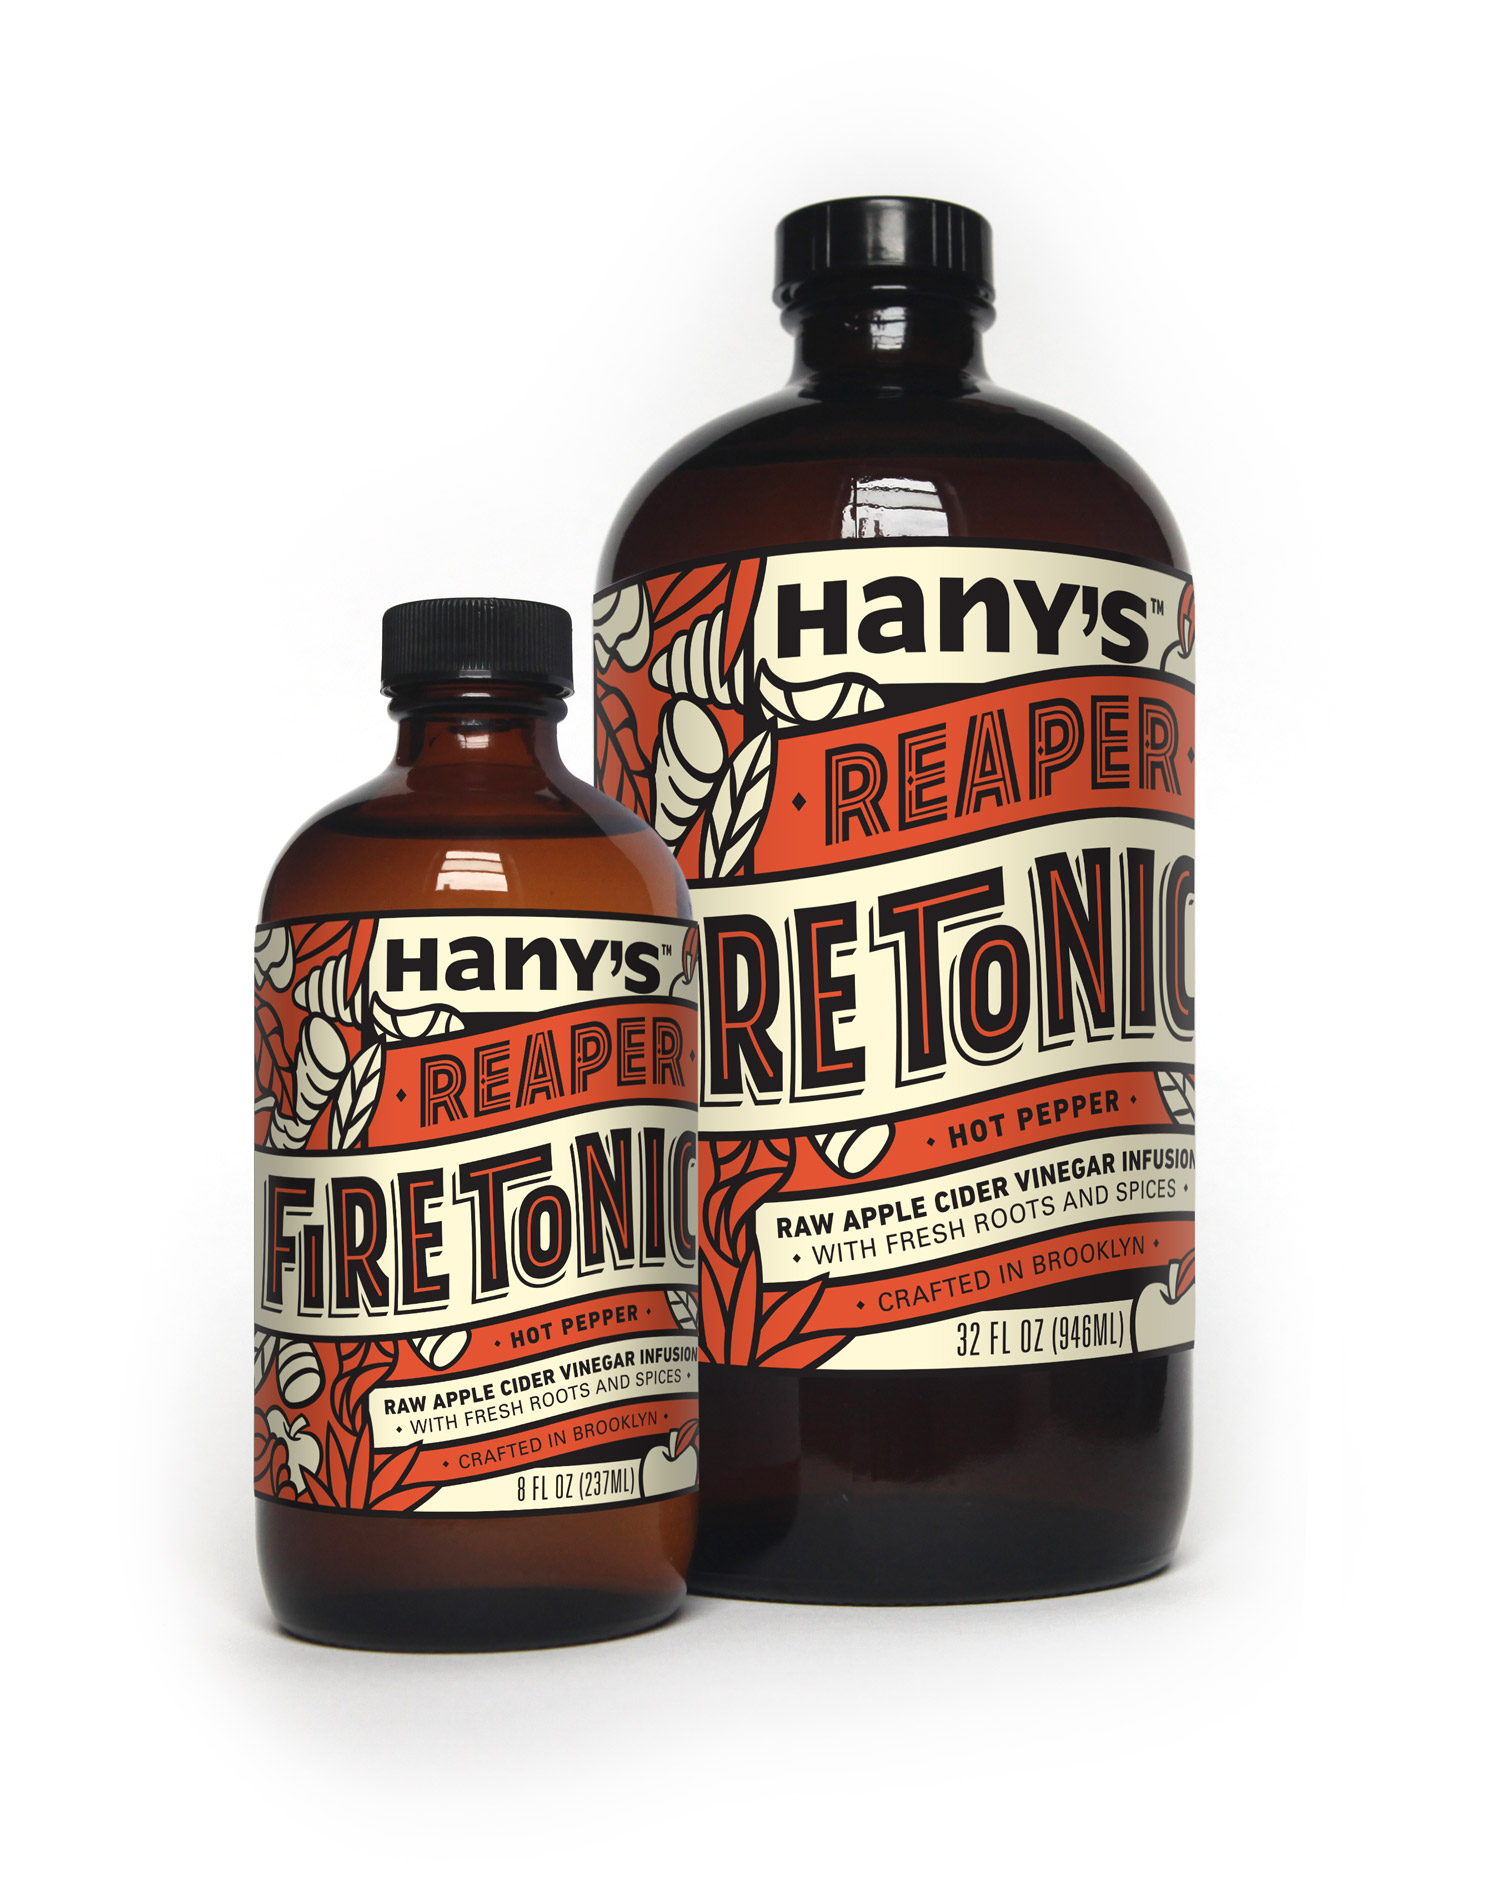 Hany's™
REAPER
FIRE TONIC
HOT PEPPER
RAW APPLE CIDER VINEGAR INFUSION
WITH FRESH ROOTS AND SPICES
CRAFTED IN BROOKLYN
8 FL OZ (237ML)
Hany's™
REAPER
RE TONIC
HOT PEPPER
RAW APPLE CIDER VINEGAR INFUSION
WITH FRESH ROOTS AND SPICES
CRAFTED IN BROOKLYN
32 FL OZ (946ML)